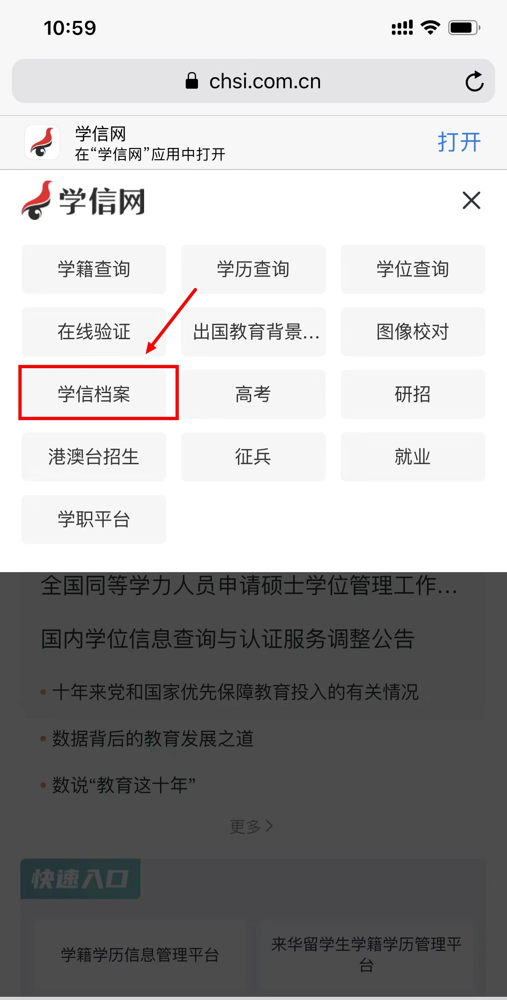 10:59
chsi.com.cn
学信网
在“学信网”应用中打开
打开
学信网
学籍查询
学历查询
学位查询
在线验证
出国教育背景...
图像校对
学信档案
高考
研招
港澳台招生
征兵
就业
学职平台
全国同等学力人员申请硕士学位管理工作...
国内学位信息查询与认证服务调整公告
十年来党和国家优先保障教育投入的有关情况
数据背后的教育发展之道
数说“教育这十年”
更多
快速入口
学籍学历信息管理平台
来华留学生学籍学历管理平
台